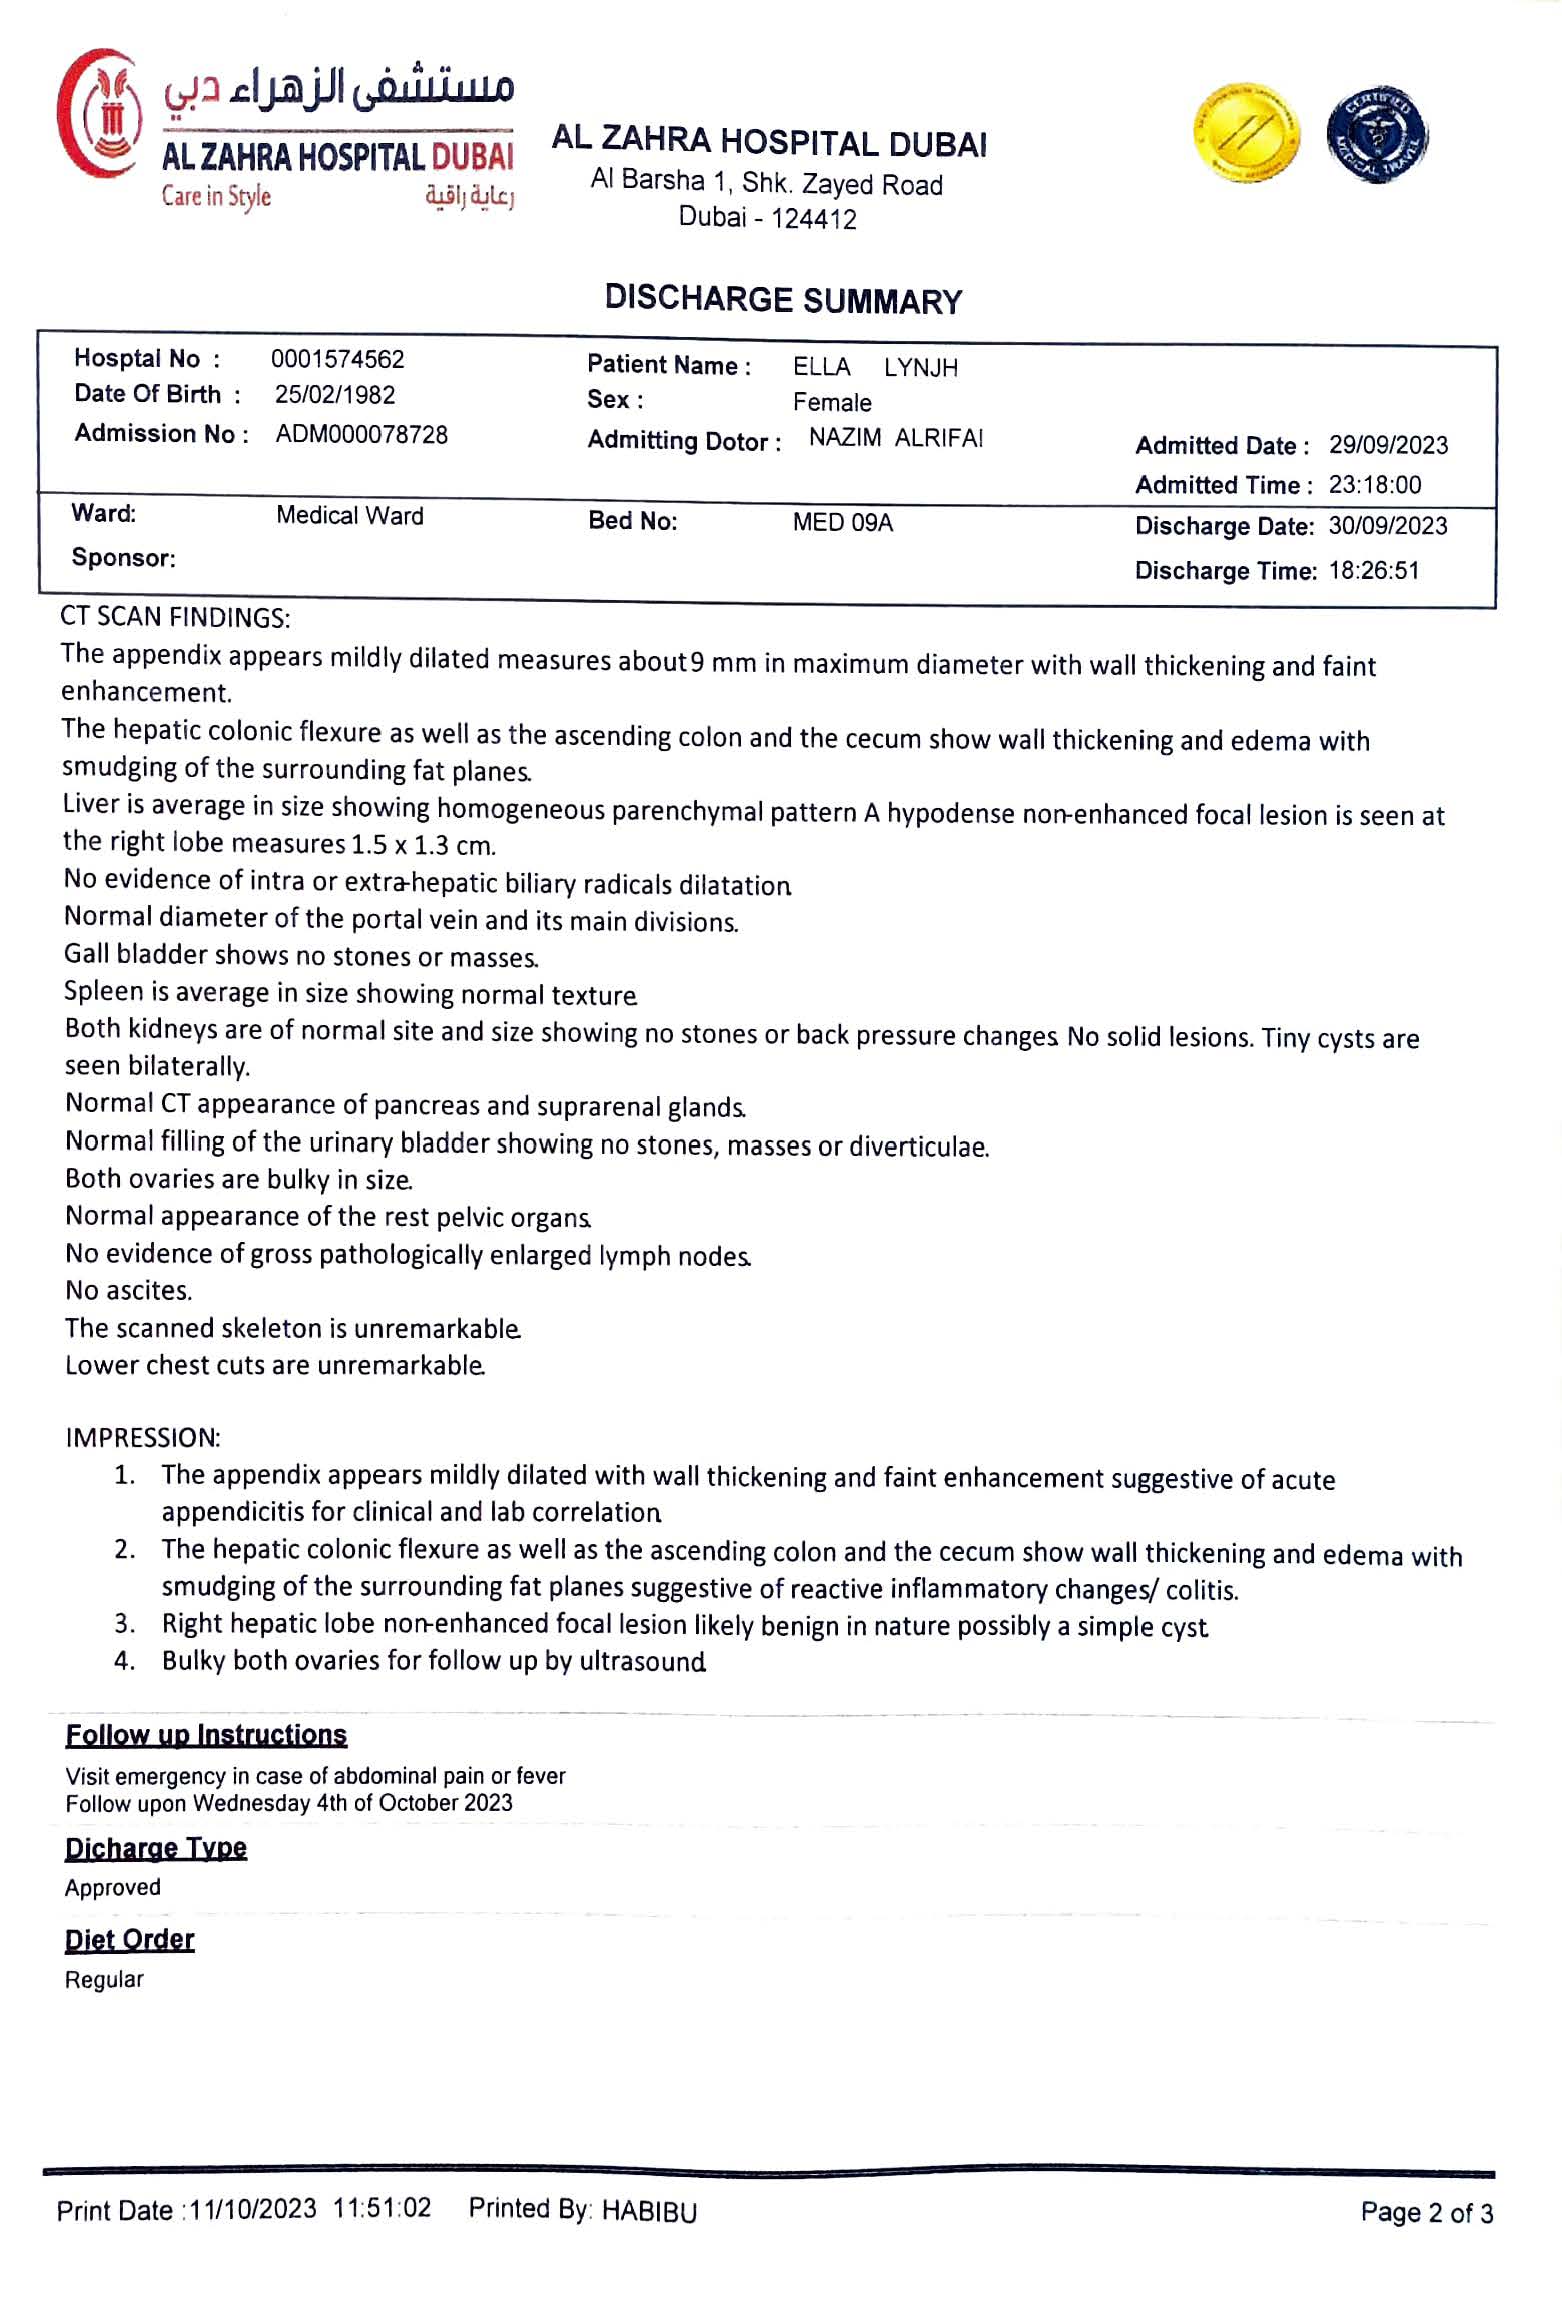 مستشفى الزهراء دبي
AL ZAHRA HOSPITAL DUBAI
Care in Style رعاية راقية
AL ZAHRA HOSPITAL DUBAI
Al Barsha 1, Shk. Zayed Road
Dubai - 124412
CERTIFIED
MEDICAL TRAVEL
DISCHARGE SUMMARY
Hosptal No : 0001574562 Patient Name : ELLA LYNJH
Date Of Birth : 25/02/1982 Sex : Female
Admission No : ADM000078728 Admitting Dotor : NAZIM ALRIFAI Admitted Date : 29/09/2023
Admitted Time : 23:18:00
Ward: Medical Ward Bed No: MED 09A Discharge Date: 30/09/2023
Sponsor: Discharge Time: 18:26:51
CT SCAN FINDINGS:
The appendix appears mildly dilated measures about 9 mm in maximum diameter with wall thickening and faint
enhancement.
The hepatic colonic flexure as well as the ascending colon and the cecum show wall thickening and edema with
smudging of the surrounding fat planes.
Liver is average in size showing homogeneous parenchymal pattern A hypodense non-enhanced focal lesion is seen at
the right lobe measures 1.5 x 1.3 cm.
No evidence of intra or extra-hepatic biliary radicals dilatation
Normal diameter of the portal vein and its main divisions.
Gall bladder shows no stones or masses.
Spleen is average in size showing normal texture
Both kidneys are of normal site and size showing no stones or back pressure changes. No solid lesions. Tiny cysts are
seen bilaterally.
Normal CT appearance of pancreas and suprarenal glands.
Normal filling of the urinary bladder showing no stones, masses or diverticulae.
Both ovaries are bulky in size.
Normal appearance of the rest pelvic organs.
No evidence of gross pathologically enlarged lymph nodes.
No ascites.
The scanned skeleton is unremarkable.
Lower chest cuts are unremarkable.
IMPRESSION:
1. The appendix appears mildly dilated with wall thickening and faint enhancement suggestive of acute
appendicitis for clinical and lab correlation
2. The hepatic colonic flexure as well as the ascending colon and the cecum show wall thickening and edema with
smudging of the surrounding fat planes suggestive of reactive inflammatory changes/ colitis.
3. Right hepatic lobe non-enhanced focal lesion likely benign in nature possibly a simple cyst.
4. Bulky both ovaries for follow up by ultrasound
Follow up Instructions
Visit emergency in case of abdominal pain or fever
Follow upon Wednesday 4th of October 2023
Dicharge Type
Approved
Diet Order
Regular
Print Date :11/10/2023 11:51:02 Printed By: HABIBU Page 2 of 3